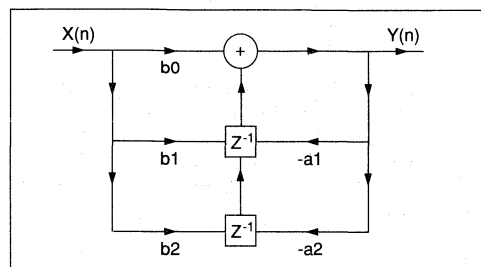 X(n) Y(n)
+
b0
Z⁻¹
b1 -a1
Z⁻¹
b2 -a2